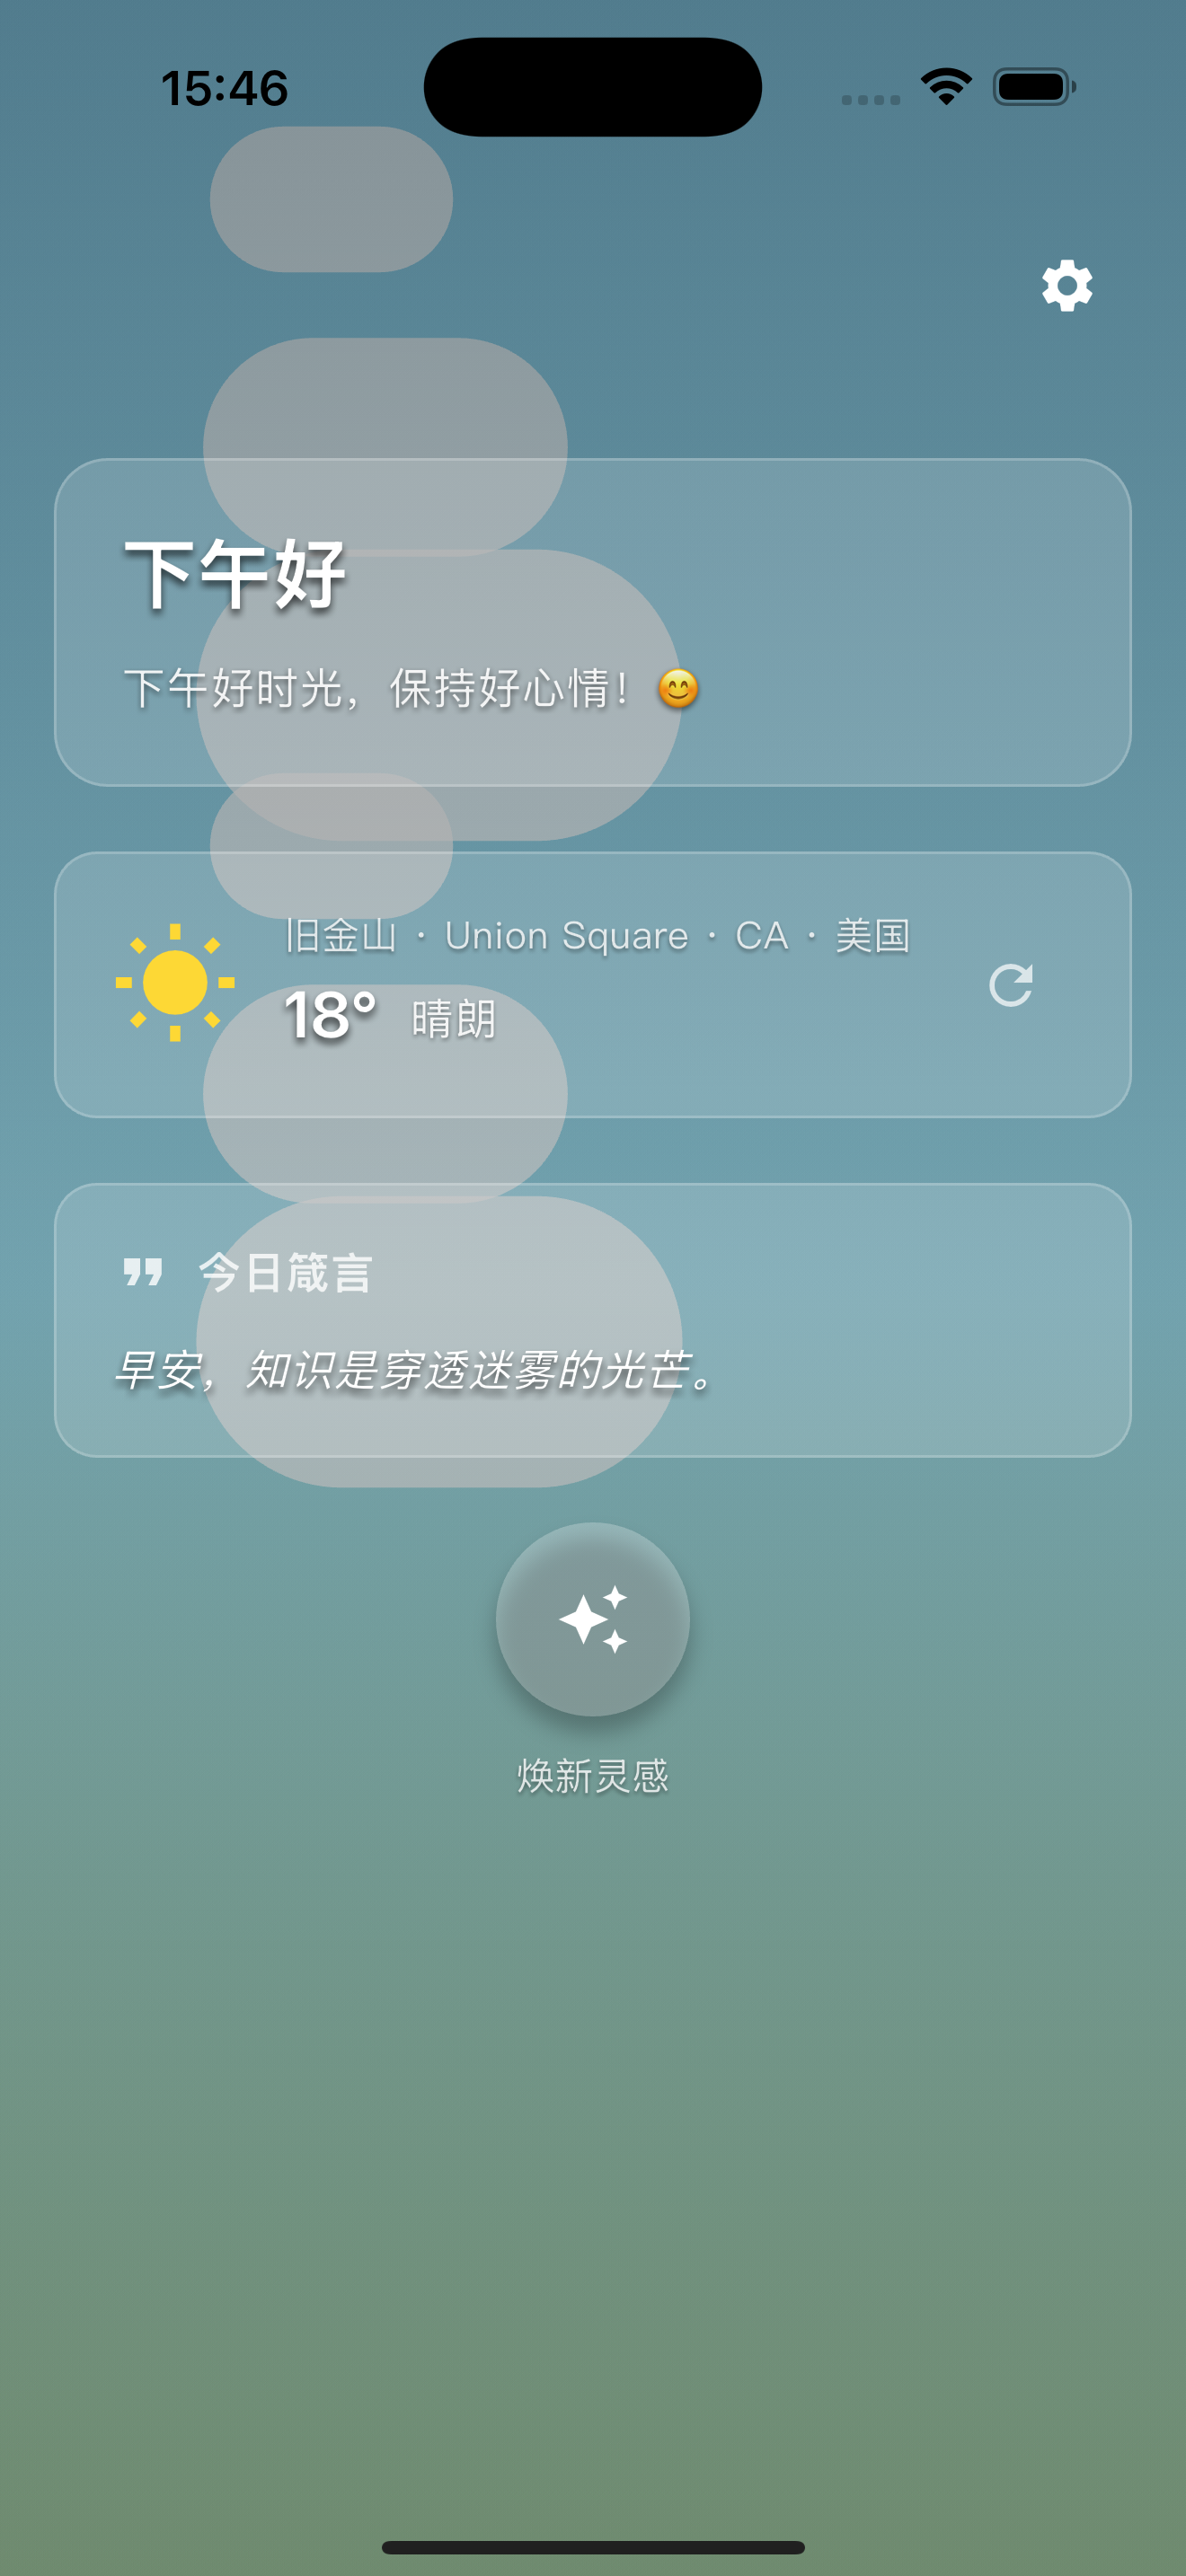 15:46
下午好
下午好时光，保持好心情！😊
旧金山 · Union Square · CA · 美国
18° 晴朗
今日箴言
早安，知识是穿透迷雾的光芒。
焕新灵感